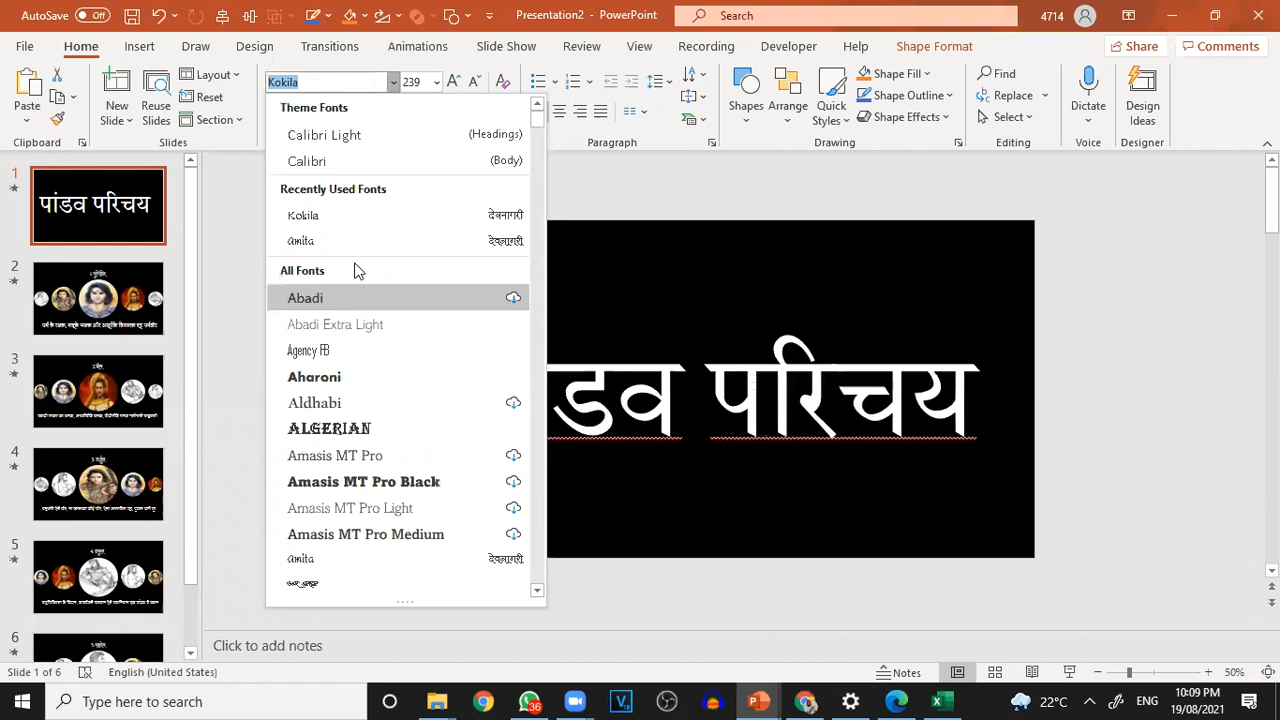 AutoSave Off Presentation2 - PowerPoint Search 4714
File Home Insert Draw Design Transitions Animations Slide Show Review View Recording Developer Help Shape Format Share Comments
Paste
Clipboard
New Slide
Reuse Slides
Layout
Reset
Section
Slides
Kokila 239
Paragraph
Shapes
Arrange
Quick Styles
Shape Fill
Shape Outline
Shape Effects
Drawing
Find
Replace
Select
Editing
Dictate
Voice
Design Ideas
Designer
Theme Fonts
Calibri Light (Headings)
Calibri (Body)
Recently Used Fonts
Kokila देवनागरी
Amita देवनागरी
All Fonts
Abadi
Abadi Extra Light
Agency FB
Aharoni
Aldhabi
ALGERIAN
Amasis MT Pro
Amasis MT Pro Black
Amasis MT Pro Light
Amasis MT Pro Medium
Amita देवनागरी
1
पांडव परिचय
2
3
4
5
6
डव परिचय
Click to add notes
Slide 1 of 6 English (United States) Notes 50%
Type here to search 36 22°C ENG 10:09 PM
19/08/2021